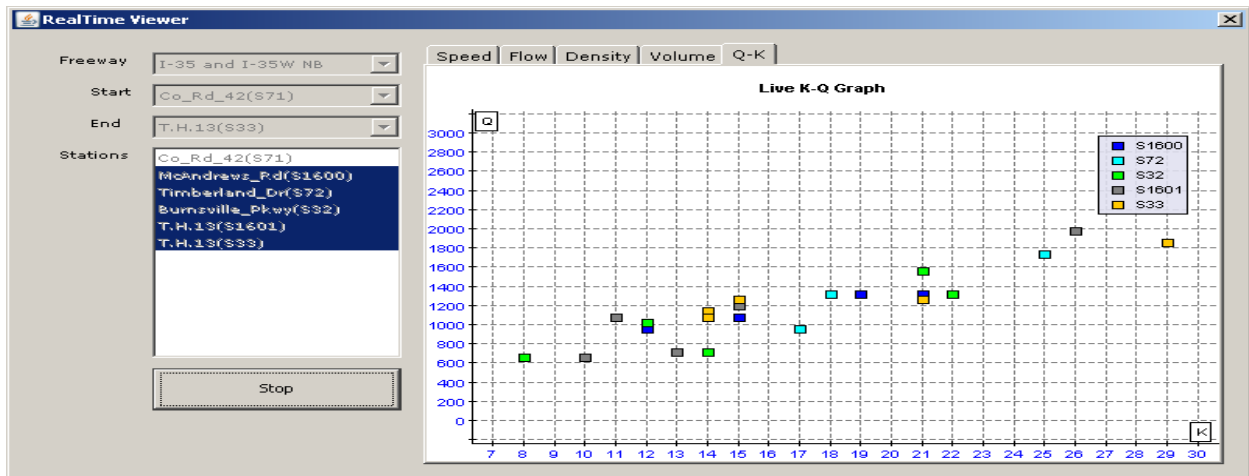 RealTime Viewer
Freeway
I-35 and I-35W NB
Start
Co_Rd_42(S71)
End
T.H.13(S33)
Stations
Co_Rd_42(S71)
McAndrews_Rd(S1600)
Timberland_Dr(S72)
Burnsville_Pkwy(S32)
T.H.13(S1601)
T.H.13(S33)
Stop
Speed Flow Density Volume Q-K
Live K-Q Graph
Q
3000
2800
2600
2400
2200
2000
1800
1600
1400
1200
1000
800
600
400
200
0
S1600
S72
S32
S1601
S33
K
7 8 9 10 11 12 13 14 15 16 17 18 19 20 21 22 23 24 25 26 27 28 29 30